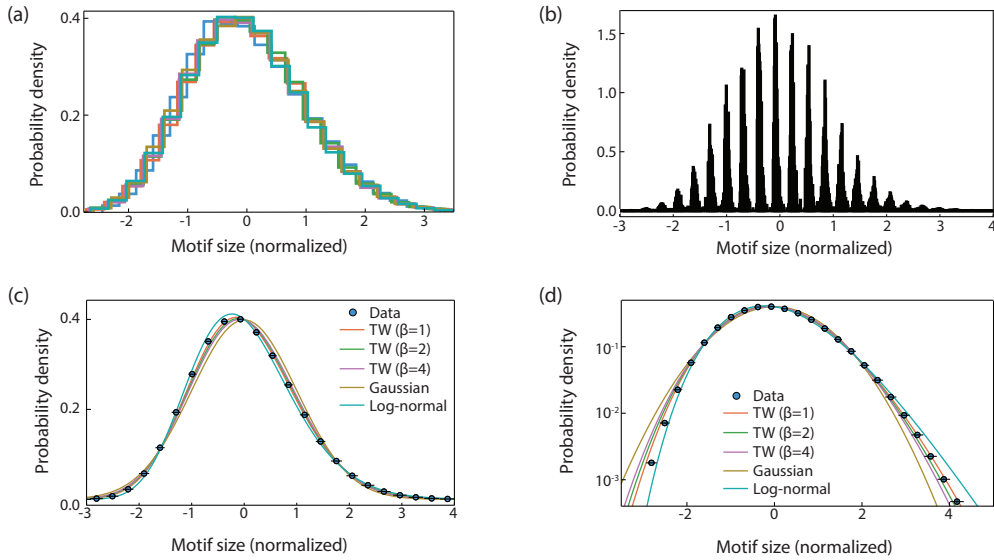 (a)
Probability density
0.4
0.2
0.0
-2 -1 0 1 2 3
Motif size (normalized)
(b)
Probability density
1.5
1.0
0.5
0.0
-3 -2 -1 0 1 2 3 4
Motif size (normalized)
(c)
Probability density
0.4
0.2
0.0
-3 -2 -1 0 1 2 3 4
Motif size (normalized)
Data
TW (β=1)
TW (β=2)
TW (β=4)
Gaussian
Log-normal
(d)
Probability density
10⁻¹
10⁻²
10⁻³
-2 0 2 4
Motif size (normalized)
Data
TW (β=1)
TW (β=2)
TW (β=4)
Gaussian
Log-normal